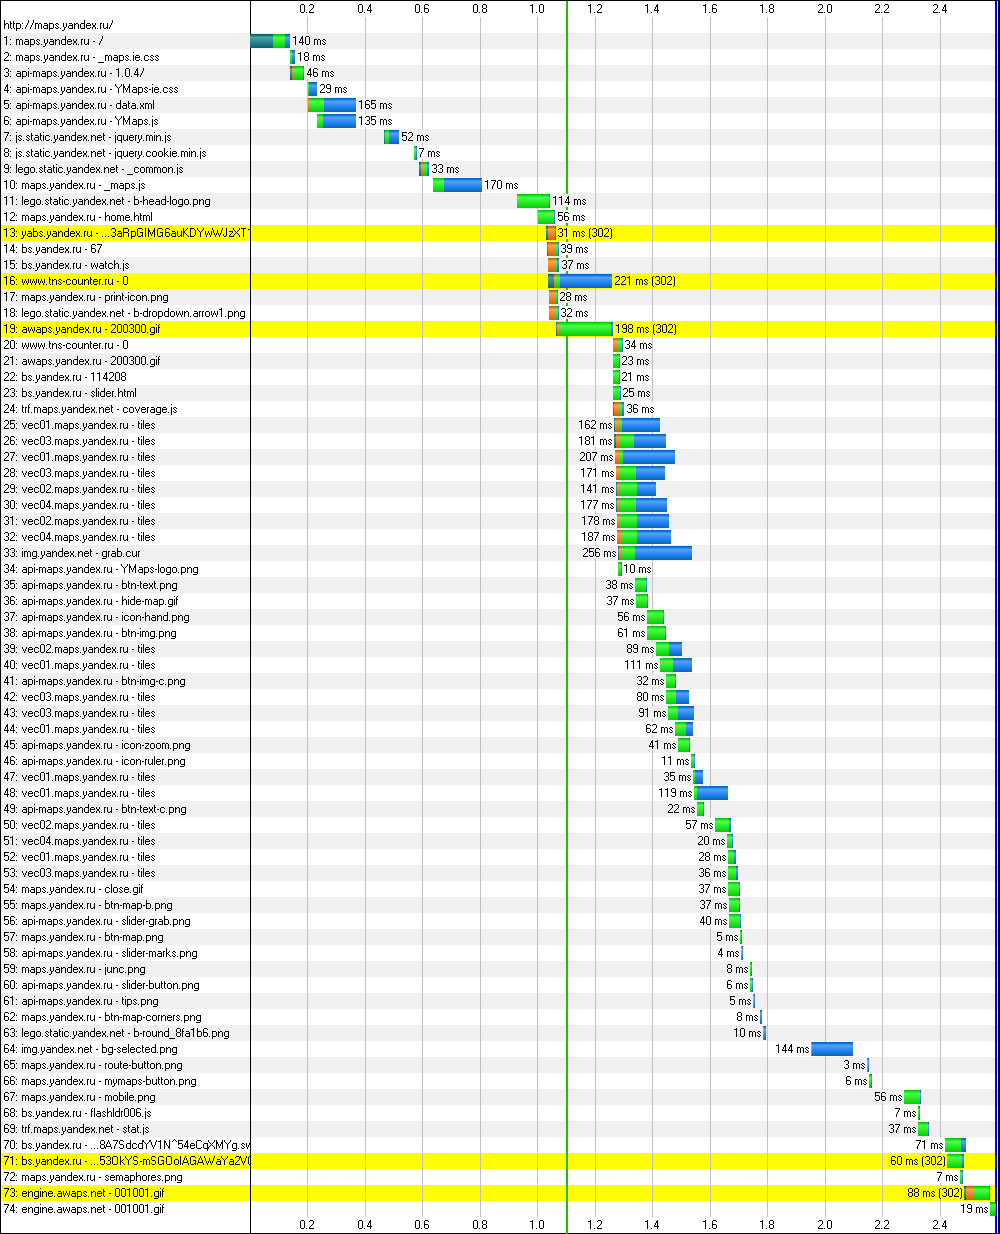 0.2 0.4 0.6 0.8 1.0 1.2 1.4 1.6 1.8 2.0 2.2 2.4
http://maps.yandex.ru/
1: maps.yandex.ru - / 140 ms
2: maps.yandex.ru - _maps.ie.css 18 ms
3: api-maps.yandex.ru - 1.0.4/ 46 ms
4: api-maps.yandex.ru - YMaps-ie.css 29 ms
5: api-maps.yandex.ru - data.xml 165 ms
6: api-maps.yandex.ru - YMaps.js 135 ms
7: js.static.yandex.net - jquery.min.js 52 ms
8: js.static.yandex.net - jquery.cookie.min.js 7 ms
9: lego.static.yandex.net - _common.js 33 ms
10: maps.yandex.ru - _maps.js 170 ms
11: lego.static.yandex.net - b-head-logo.png 114 ms
12: maps.yandex.ru - home.html 56 ms
13: yabs.yandex.ru - ...3aRpGIMG6auKDYwWJzXT1 31 ms (302)
14: bs.yandex.ru - 67 39 ms
15: bs.yandex.ru - watch.js 37 ms
16: www.tns-counter.ru - 0 221 ms (302)
17: maps.yandex.ru - print-icon.png 28 ms
18: lego.static.yandex.net - b-dropdown.arrow1.png 32 ms
19: awaps.yandex.ru - 200300.gif 198 ms (302)
20: www.tns-counter.ru - 0 34 ms
21: awaps.yandex.ru - 200300.gif 23 ms
22: bs.yandex.ru - 114208 21 ms
23: bs.yandex.ru - slider.html 25 ms
24: trf.maps.yandex.net - coverage.js 36 ms
25: vec01.maps.yandex.ru - tiles 162 ms
26: vec03.maps.yandex.ru - tiles 181 ms
27: vec01.maps.yandex.ru - tiles 207 ms
28: vec03.maps.yandex.ru - tiles 171 ms
29: vec02.maps.yandex.ru - tiles 141 ms
30: vec04.maps.yandex.ru - tiles 177 ms
31: vec02.maps.yandex.ru - tiles 178 ms
32: vec04.maps.yandex.ru - tiles 187 ms
33: img.yandex.net - grab.cur 256 ms
34: api-maps.yandex.ru - YMaps-logo.png 10 ms
35: api-maps.yandex.ru - btn-text.png 38 ms
36: api-maps.yandex.ru - hide-map.gif 37 ms
37: api-maps.yandex.ru - icon-hand.png 56 ms
38: api-maps.yandex.ru - btn-img.png 61 ms
39: vec02.maps.yandex.ru - tiles 89 ms
40: vec01.maps.yandex.ru - tiles 111 ms
41: api-maps.yandex.ru - btn-img-c.png 32 ms
42: vec03.maps.yandex.ru - tiles 80 ms
43: vec03.maps.yandex.ru - tiles 91 ms
44: vec01.maps.yandex.ru - tiles 62 ms
45: api-maps.yandex.ru - icon-zoom.png 41 ms
46: api-maps.yandex.ru - icon-ruler.png 11 ms
47: vec01.maps.yandex.ru - tiles 35 ms
48: vec01.maps.yandex.ru - tiles 119 ms
49: api-maps.yandex.ru - btn-text-c.png 22 ms
50: vec02.maps.yandex.ru - tiles 57 ms
51: vec04.maps.yandex.ru - tiles 20 ms
52: vec01.maps.yandex.ru - tiles 28 ms
53: vec03.maps.yandex.ru - tiles 36 ms
54: maps.yandex.ru - close.gif 37 ms
55: maps.yandex.ru - btn-map-b.png 37 ms
56: api-maps.yandex.ru - slider-grab.png 40 ms
57: maps.yandex.ru - btn-map.png 5 ms
58: api-maps.yandex.ru - slider-marks.png 4 ms
59: maps.yandex.ru - junc.png 8 ms
60: api-maps.yandex.ru - slider-button.png 6 ms
61: api-maps.yandex.ru - tips.png 5 ms
62: maps.yandex.ru - btn-map-corners.png 8 ms
63: lego.static.yandex.net - b-round_8fa1b6.png 10 ms
64: img.yandex.net - bg-selected.png 144 ms
65: maps.yandex.ru - route-button.png 3 ms
66: maps.yandex.ru - mymaps-button.png 6 ms
67: maps.yandex.ru - mobile.png 56 ms
68: bs.yandex.ru - flashldr006.js 7 ms
69: trf.maps.yandex.net - stat.js 37 ms
70: bs.yandex.ru - ...8A7SdcdYV1N^54eCqXMYg.sw 71 ms
71: bs.yandex.ru - ...53OkYS-mSGOoIAGAWaYa2V0 60 ms (302)
72: maps.yandex.ru - semaphores.png 7 ms
73: engine.awaps.net - 001001.gif 88 ms (302)
74: engine.awaps.net - 001001.gif 19 ms
0.2 0.4 0.6 0.8 1.0 1.2 1.4 1.6 1.8 2.0 2.2 2.4